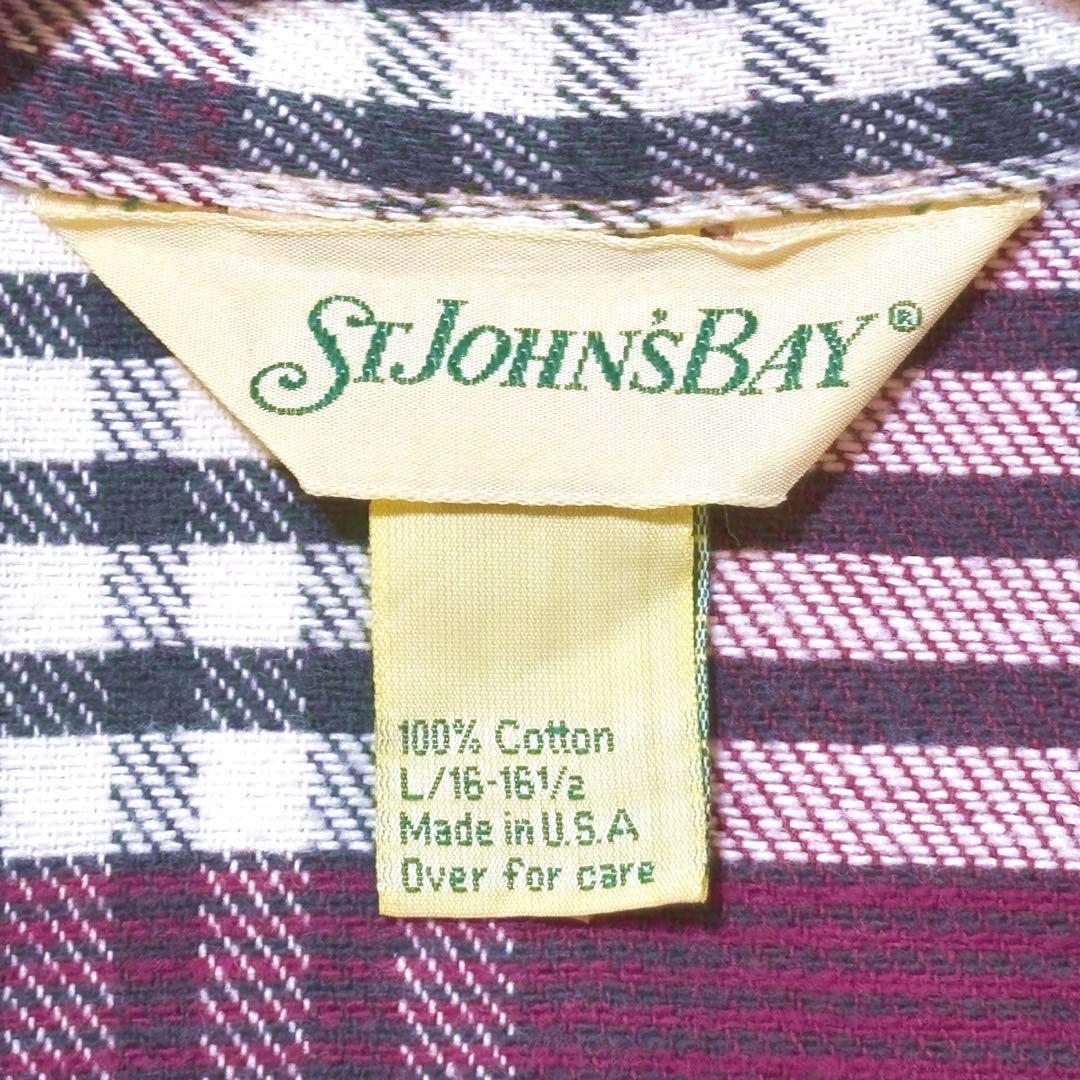 St John's Bay®
100% Cotton
L/16-16½
Made in U.S.A
Over for care